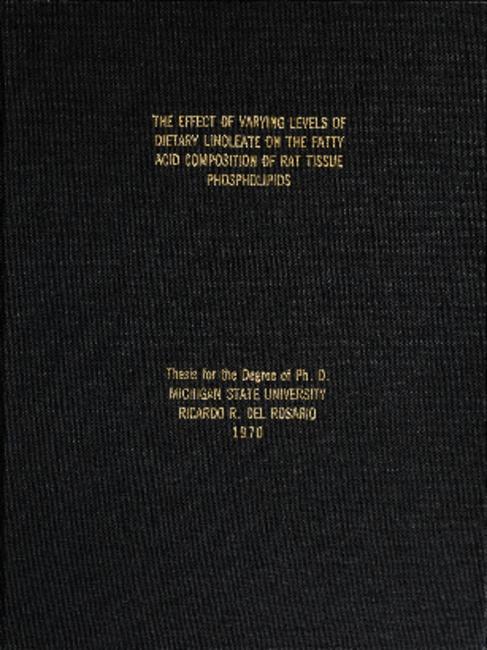 THE EFFECT OF VARYING LEVELS OF
DIETARY LINOLEATE ON THE FATTY
ACID COMPOSITION OF RAT TISSUE
PHOSPHOLIPIDS
Thesis for the Degree of Ph. D.
MICHIGAN STATE UNIVERSITY
RICARDO R. DEL ROSARIO
1970